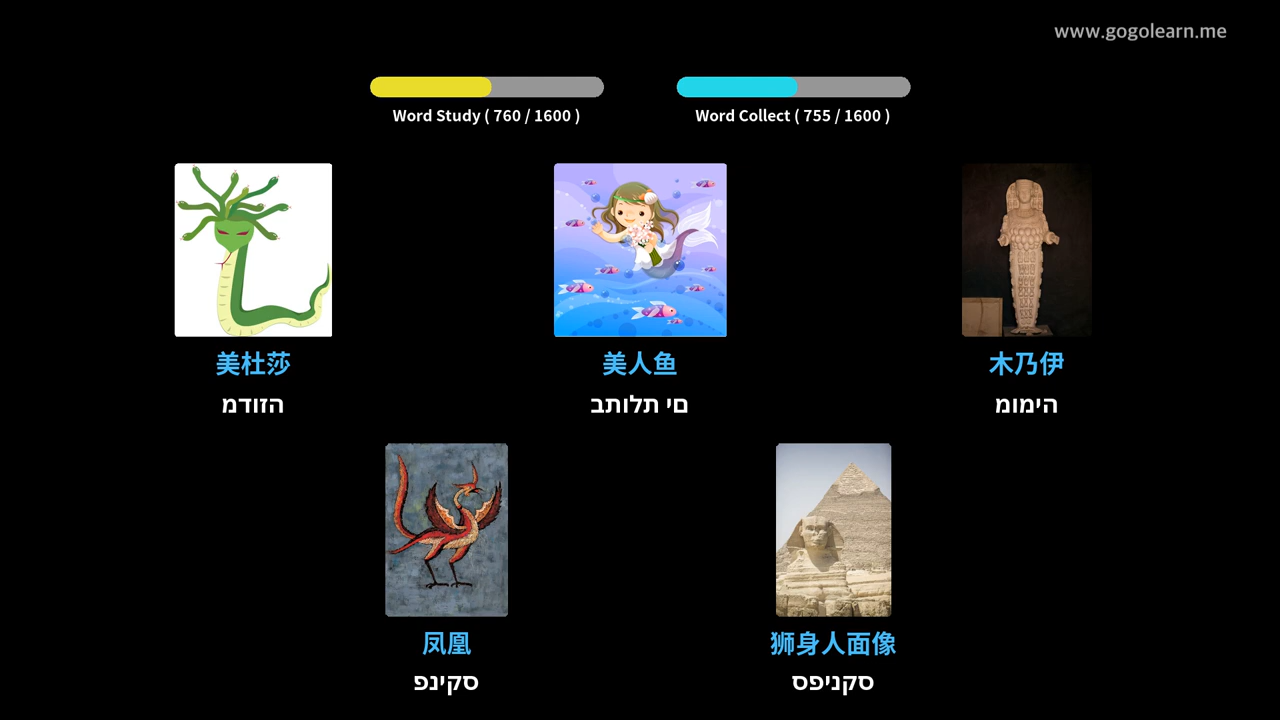 www.gogolearn.me
Word Study ( 760 / 1600 )
Word Collect ( 755 / 1600 )
美杜莎
הזודמ
美人鱼
םי תלותב
木乃伊
הימומ
凤凰
סקינפ
狮身人面像
סקניפס